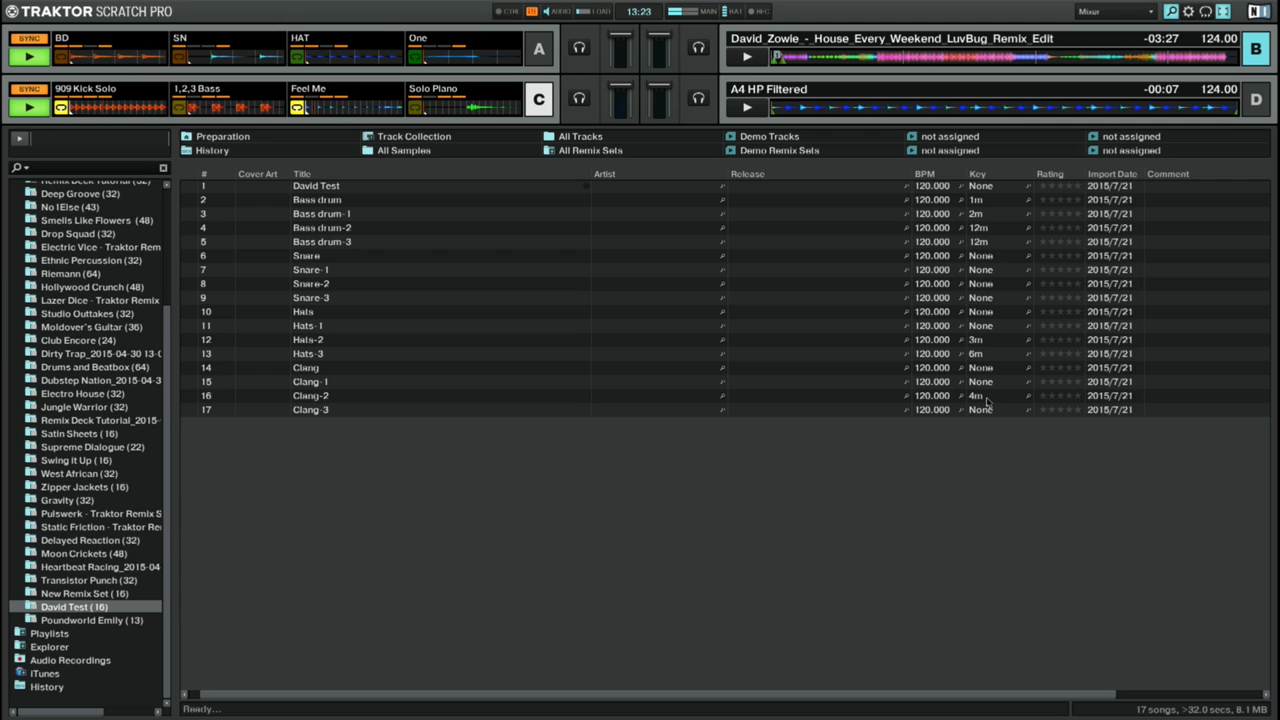 TRAKTOR SCRATCH PRO
CTRL AUDIO LOAD 13:23 MAIN BAT REC Mixer
SYNC BD SN HAT One A
David_Zowie_-_House_Every_Weekend_LuvBug_Remix_Edit -03:27 124.00 B
SYNC 909 Kick Solo 1,2,3 Bass Feel Me Solo Piano C
A4 HP Filtered -00:07 124.00 D
Preparation Track Collection All Tracks Demo Tracks not assigned not assigned
History All Samples All Remix Sets Demo Remix Sets not assigned not assigned
Deep Groove (32)
No1Else (43)
Smells Like Flowers (48)
Drop Squad (32)
Electric Vice - Traktor Rem
Ethnic Percussion (32)
Riemann (64)
Hollywood Crunch (48)
Lazer Dice - Traktor Remix
Studio Outtakes (32)
Moldover's Guitar (36)
Club Encore (24)
Dirty Trap_2015-04-30 13-0
Drums and Beatbox (64)
Dubstep Nation_2015-04-3
Electro House (32)
Jungle Warrior (32)
Remix Deck Tutorial_2015-
Satin Sheets (16)
Supreme Dialogue (22)
Swing it Up (16)
West African (32)
Zipper Jackets (16)
Gravity (32)
Pulswerk - Traktor Remix S
Static Friction - Traktor Re
Delayed Reaction (32)
Moon Crickets (48)
Heartbeat Racing_2015-04
Transistor Punch (32)
New Remix Set (16)
David Test (16)
Poundworld Emily (13)
Playlists
Explorer
Audio Recordings
iTunes
History
# Cover Art Title Artist Release BPM Key Rating Import Date Comment
1 David Test 120.000 None 2015/7/21
2 Bass drum 120.000 1m 2015/7/21
3 Bass drum-1 120.000 2m 2015/7/21
4 Bass drum-2 120.000 12m 2015/7/21
5 Bass drum-3 120.000 12m 2015/7/21
6 Snare 120.000 None 2015/7/21
7 Snare-1 120.000 None 2015/7/21
8 Snare-2 120.000 None 2015/7/21
9 Snare-3 120.000 None 2015/7/21
10 Hats 120.000 None 2015/7/21
11 Hats-1 120.000 None 2015/7/21
12 Hats-2 120.000 3m 2015/7/21
13 Hats-3 120.000 6m 2015/7/21
14 Clang 120.000 None 2015/7/21
15 Clang-1 120.000 None 2015/7/21
16 Clang-2 120.000 4m 2015/7/21
17 Clang-3 120.000 None 2015/7/21
Ready... 17 songs, >32.0 secs, 8.1 MB